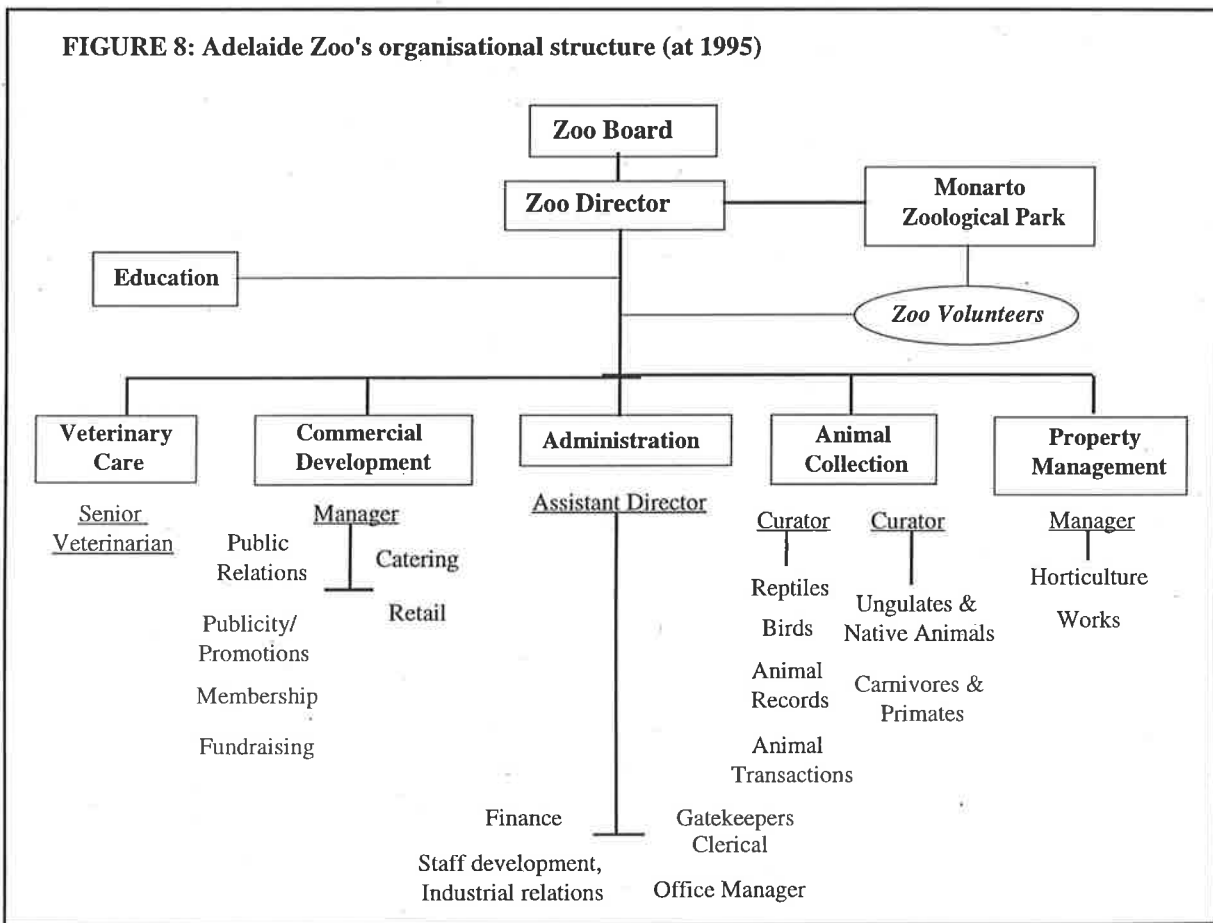 FIGURE 8: Adelaide Zoo's organisational structure (at 1995)
Zoo Board
Zoo Director
Monarto
Zoological Park
Education
Zoo Volunteers
Veterinary
Care
Commercial
Development
Administration
Animal
Collection
Property
Management
Senior
Veterinarian
Manager
Public
Relations
Catering
Retail
Publicity/
Promotions
Membership
Fundraising
Assistant Director
Finance
Staff development,
Industrial relations
Gatekeepers
Clerical
Office Manager
Curator
Reptiles
Birds
Animal
Records
Animal
Transactions
Curator
Ungulates &
Native Animals
Carnivores &
Primates
Manager
Horticulture
Works